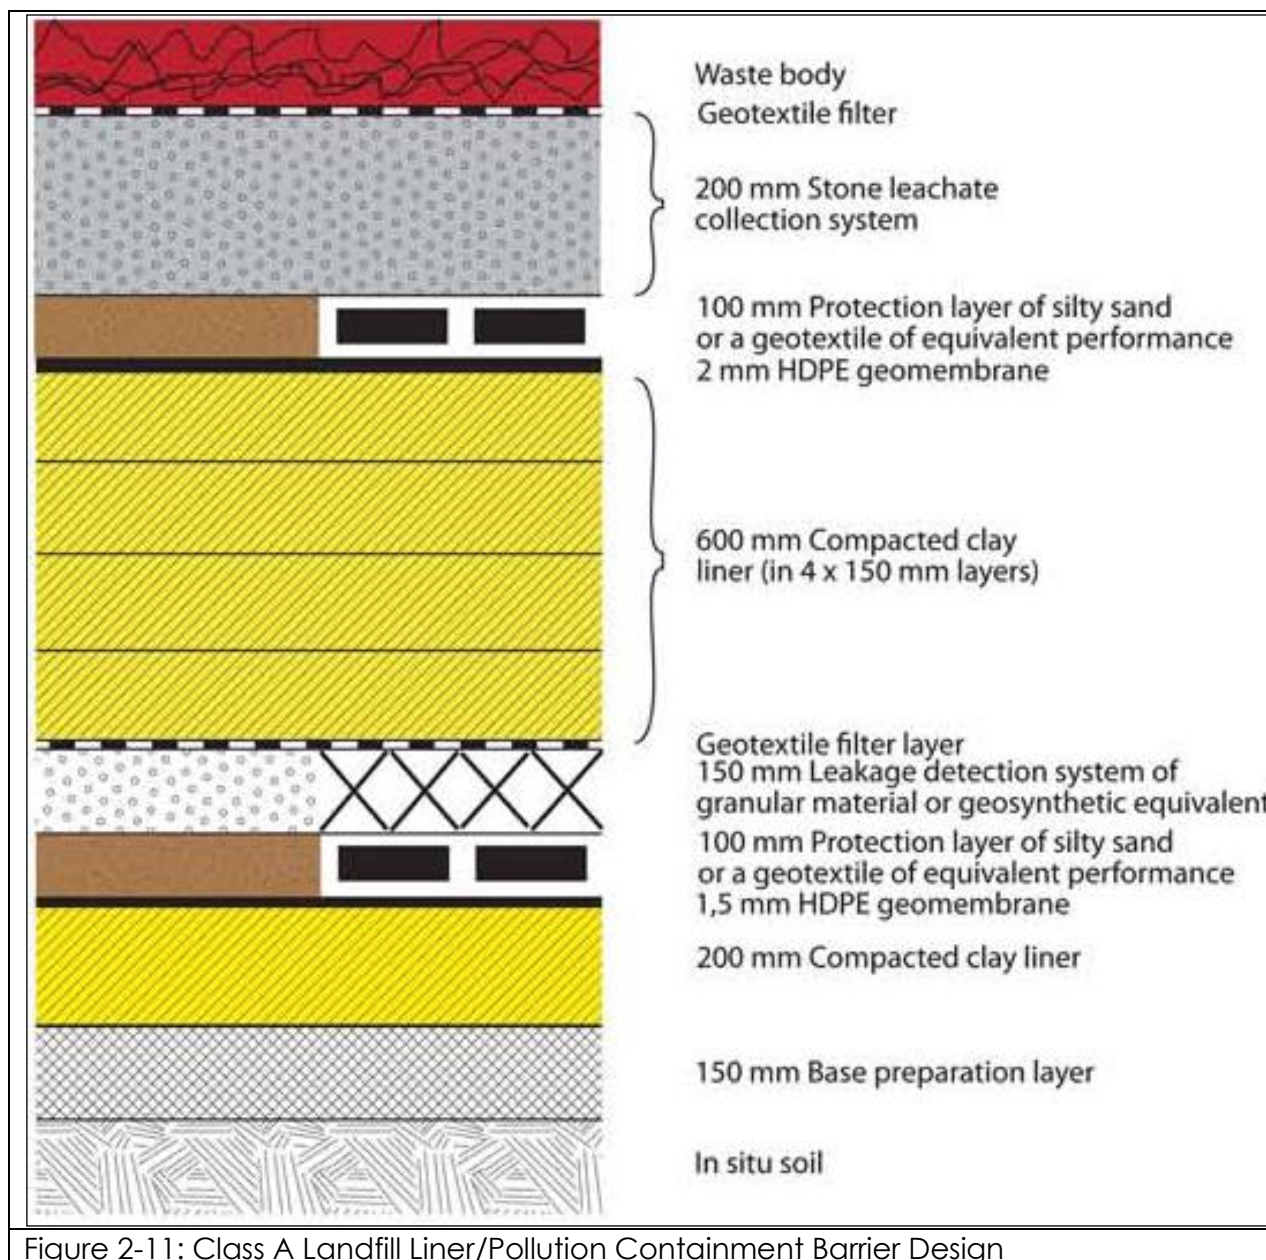 Waste body
Geotextile filter
200 mm Stone leachate
collection system
100 mm Protection layer of silty sand
or a geotextile of equivalent performance
2 mm HDPE geomembrane
600 mm Compacted clay
liner (in 4 x 150 mm layers)
Geotextile filter layer
150 mm Leakage detection system of
granular material or geosynthetic equivalent
100 mm Protection layer of silty sand
or a geotextile of equivalent performance
1,5 mm HDPE geomembrane
200 mm Compacted clay liner
150 mm Base preparation layer
In situ soil
Figure 2-11: Class A Landfill Liner/Pollution Containment Barrier Design